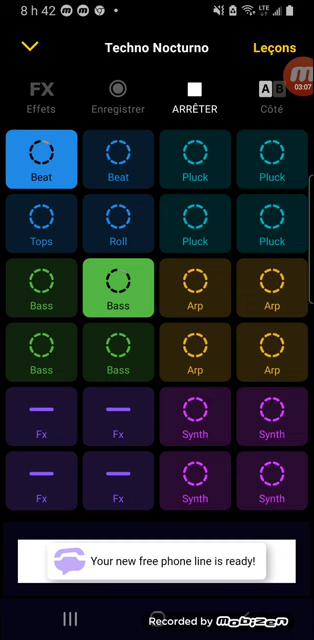 8 h 42
LTE
Techno Nocturno
Leçons
03:07
FX
A B
Effets
Enregistrer
ARRÊTER
Côté
Beat
Beat
Pluck
Pluck
Tops
Roll
Pluck
Pluck
Bass
Bass
Arp
Arp
Bass
Bass
Arp
Arp
Fx
Fx
Synth
Synth
Fx
Fx
Synth
Synth
Your new free phone line is ready!
Recorded by MOBIZEN